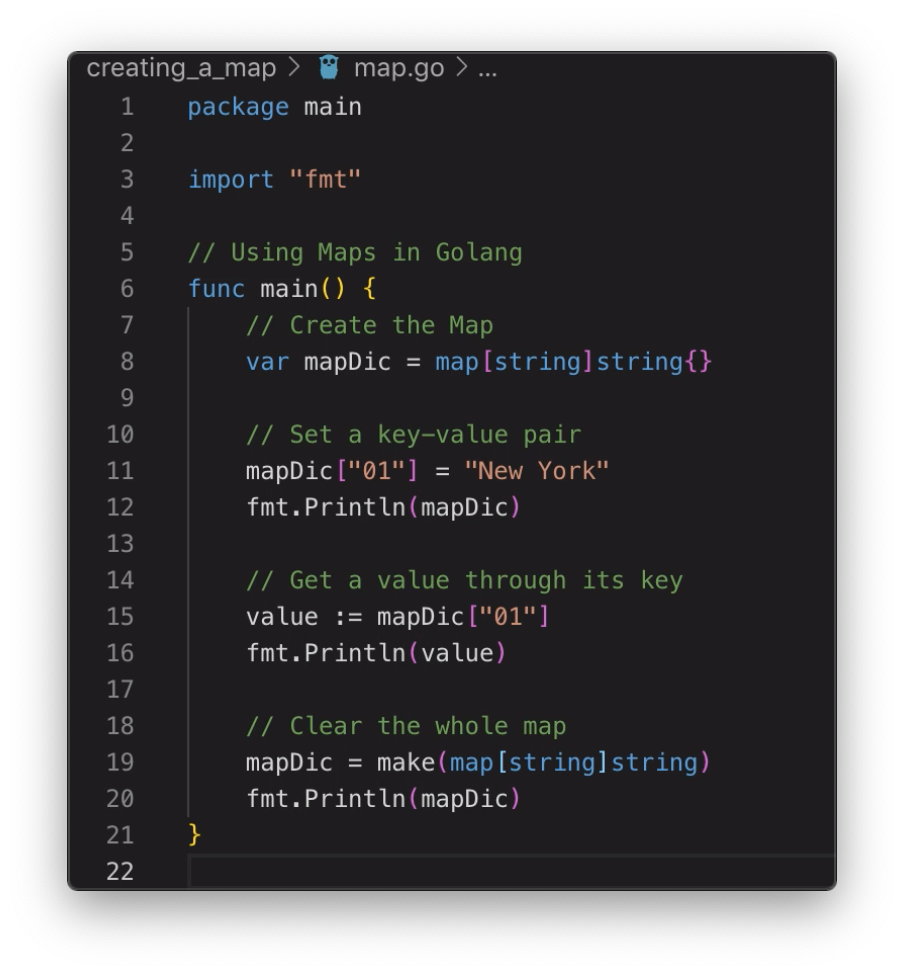 creating_a_map > map.go > ...
1 package main
2
3 import "fmt"
4
5 // Using Maps in Golang
6 func main() {
7     // Create the Map
8     var mapDic = map[string]string{}
9
10     // Set a key-value pair
11     mapDic["01"] = "New York"
12     fmt.Println(mapDic)
13
14     // Get a value through its key
15     value := mapDic["01"]
16     fmt.Println(value)
17
18     // Clear the whole map
19     mapDic = make(map[string]string)
20     fmt.Println(mapDic)
21 }
22